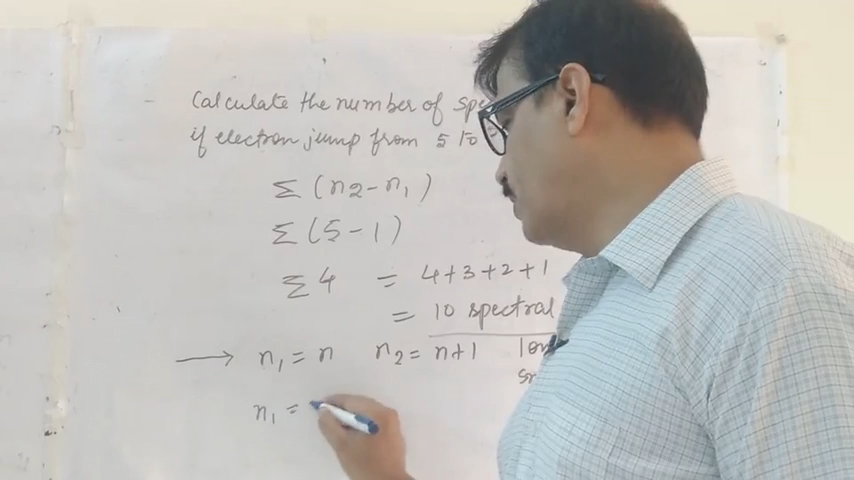 Calculate the number of
if electron jump from 5 to
Σ (n2 - n1)
Σ (5 - 1)
Σ 4 = 4+3+2+1
= 10 spectral
→ n1 = n n2 = n+1
n1 =